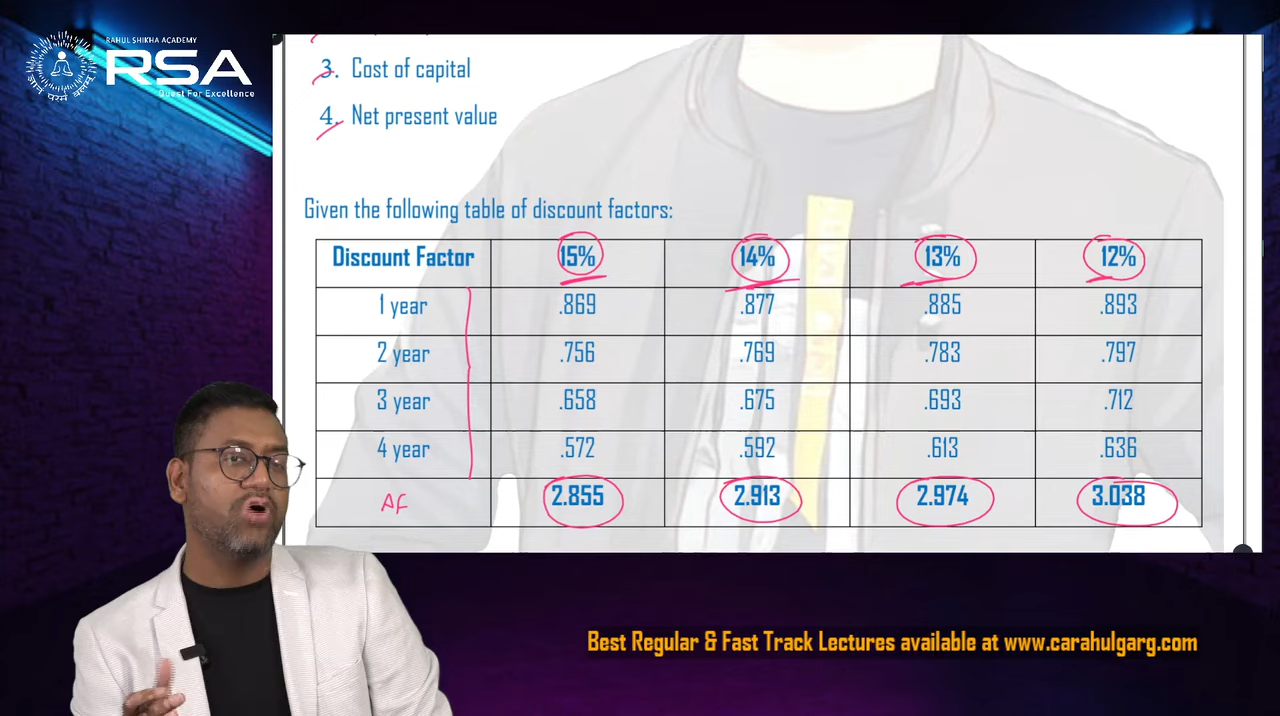 RAHUL SHIKHA ACADEMY
RSA
Quest For Excellence
ज्ञानं परमं बलम्
3. Cost of capital
4. Net present value
Given the following table of discount factors:
Discount Factor 15% 14% 13% 12%
1 year .869 .877 .885 .893
2 year .756 .769 .783 .797
3 year .658 .675 .693 .712
4 year .572 .592 .613 .636
AF 2.855 2.913 2.974 3.038
Best Regular & Fast Track Lectures available at www.carahulgarg.com